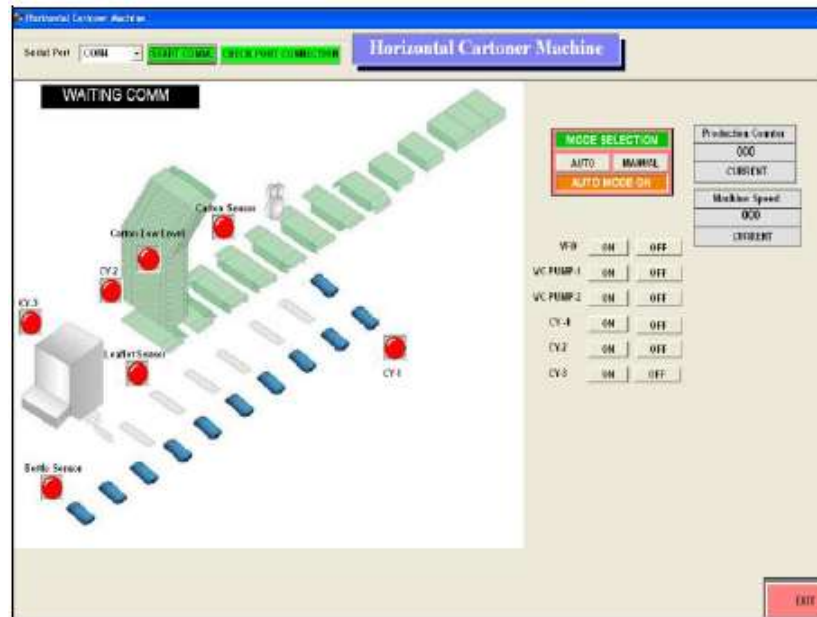 Horizontal Cartoner Machine
Serial Port COM4 START COMM. CHECK PORT CONNECTION Horizontal Cartoner Machine
WAITING COMM
MODE SELECTION
AUTO MANUAL
AUTO MODE ON
Production Counter
000
CURRENT
Machine Speed
000
CURRENT
Carton Sensor
Carton Low Level
CY-2
CY-3
Leaflet Sensor
CY-1
Bottle Sensor
VFD ON OFF
VC PUMP-1 ON OFF
VC PUMP-2 ON OFF
CY-1 ON OFF
CY-2 ON OFF
CY-3 ON OFF
EXIT